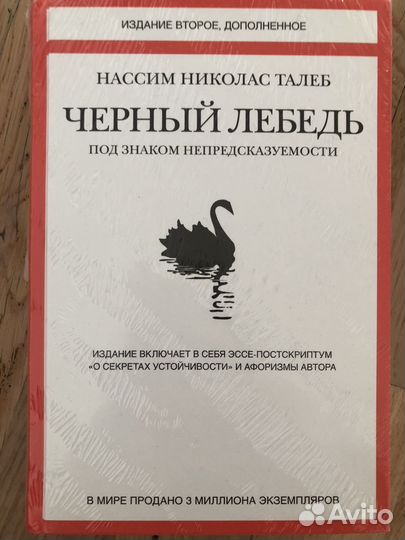 ИЗДАНИЕ ВТОРОЕ, ДОПОЛНЕННОЕ
НАССИМ НИКОЛАС ТАЛЕБ
ЧЕРНЫЙ ЛЕБЕДЬ
ПОД ЗНАКОМ НЕПРЕДСКАЗУЕМОСТИ
ИЗДАНИЕ ВКЛЮЧАЕТ В СЕБЯ ЭССЕ-ПОСТСКРИПТУМ
«О СЕКРЕТАХ УСТОЙЧИВОСТИ» И АФОРИЗМЫ АВТОРА
В МИРЕ ПРОДАНО 3 МИЛЛИОНА ЭКЗЕМПЛЯРОВ
Avito